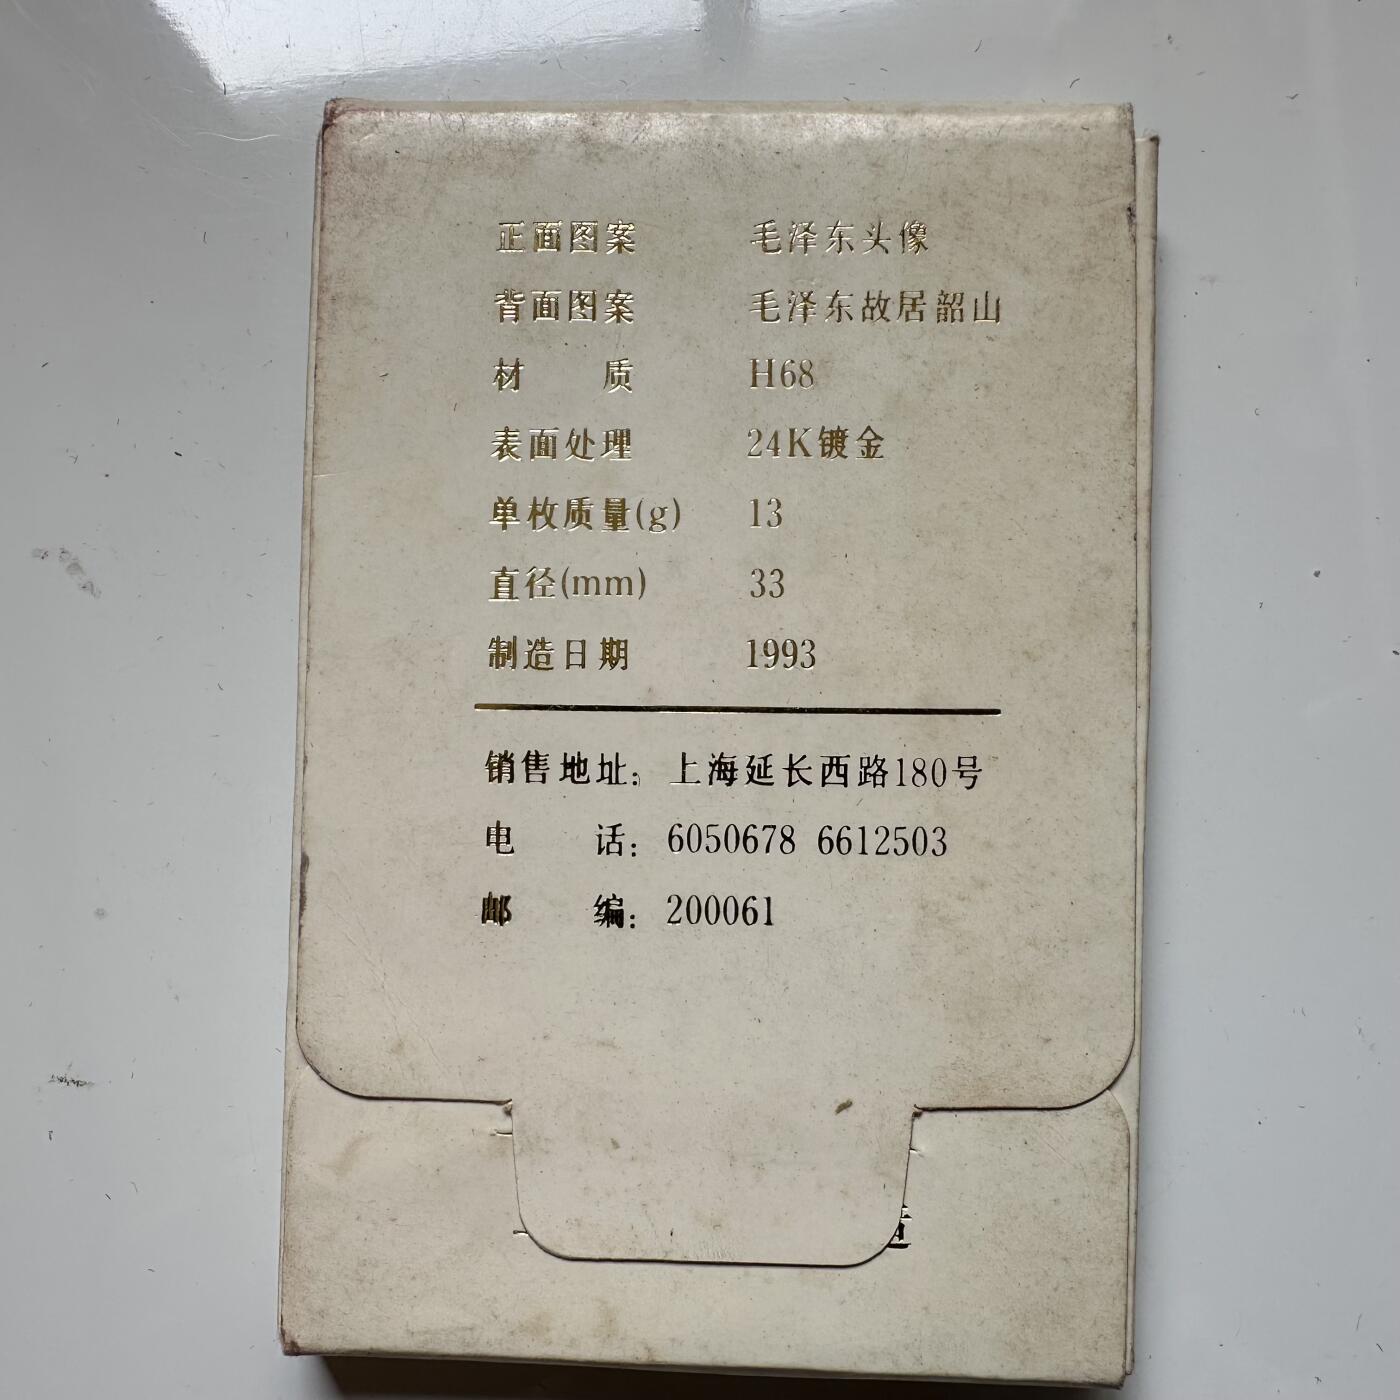 正面图案 毛泽东头像
背面图案 毛泽东故居韶山
材 质 H68
表面处理 24K镀金
单枚质量(g) 13
直径(mm) 33
制造日期 1993
销售地址: 上海延长西路180号
电 话: 6050678 6612503
邮 编: 200061